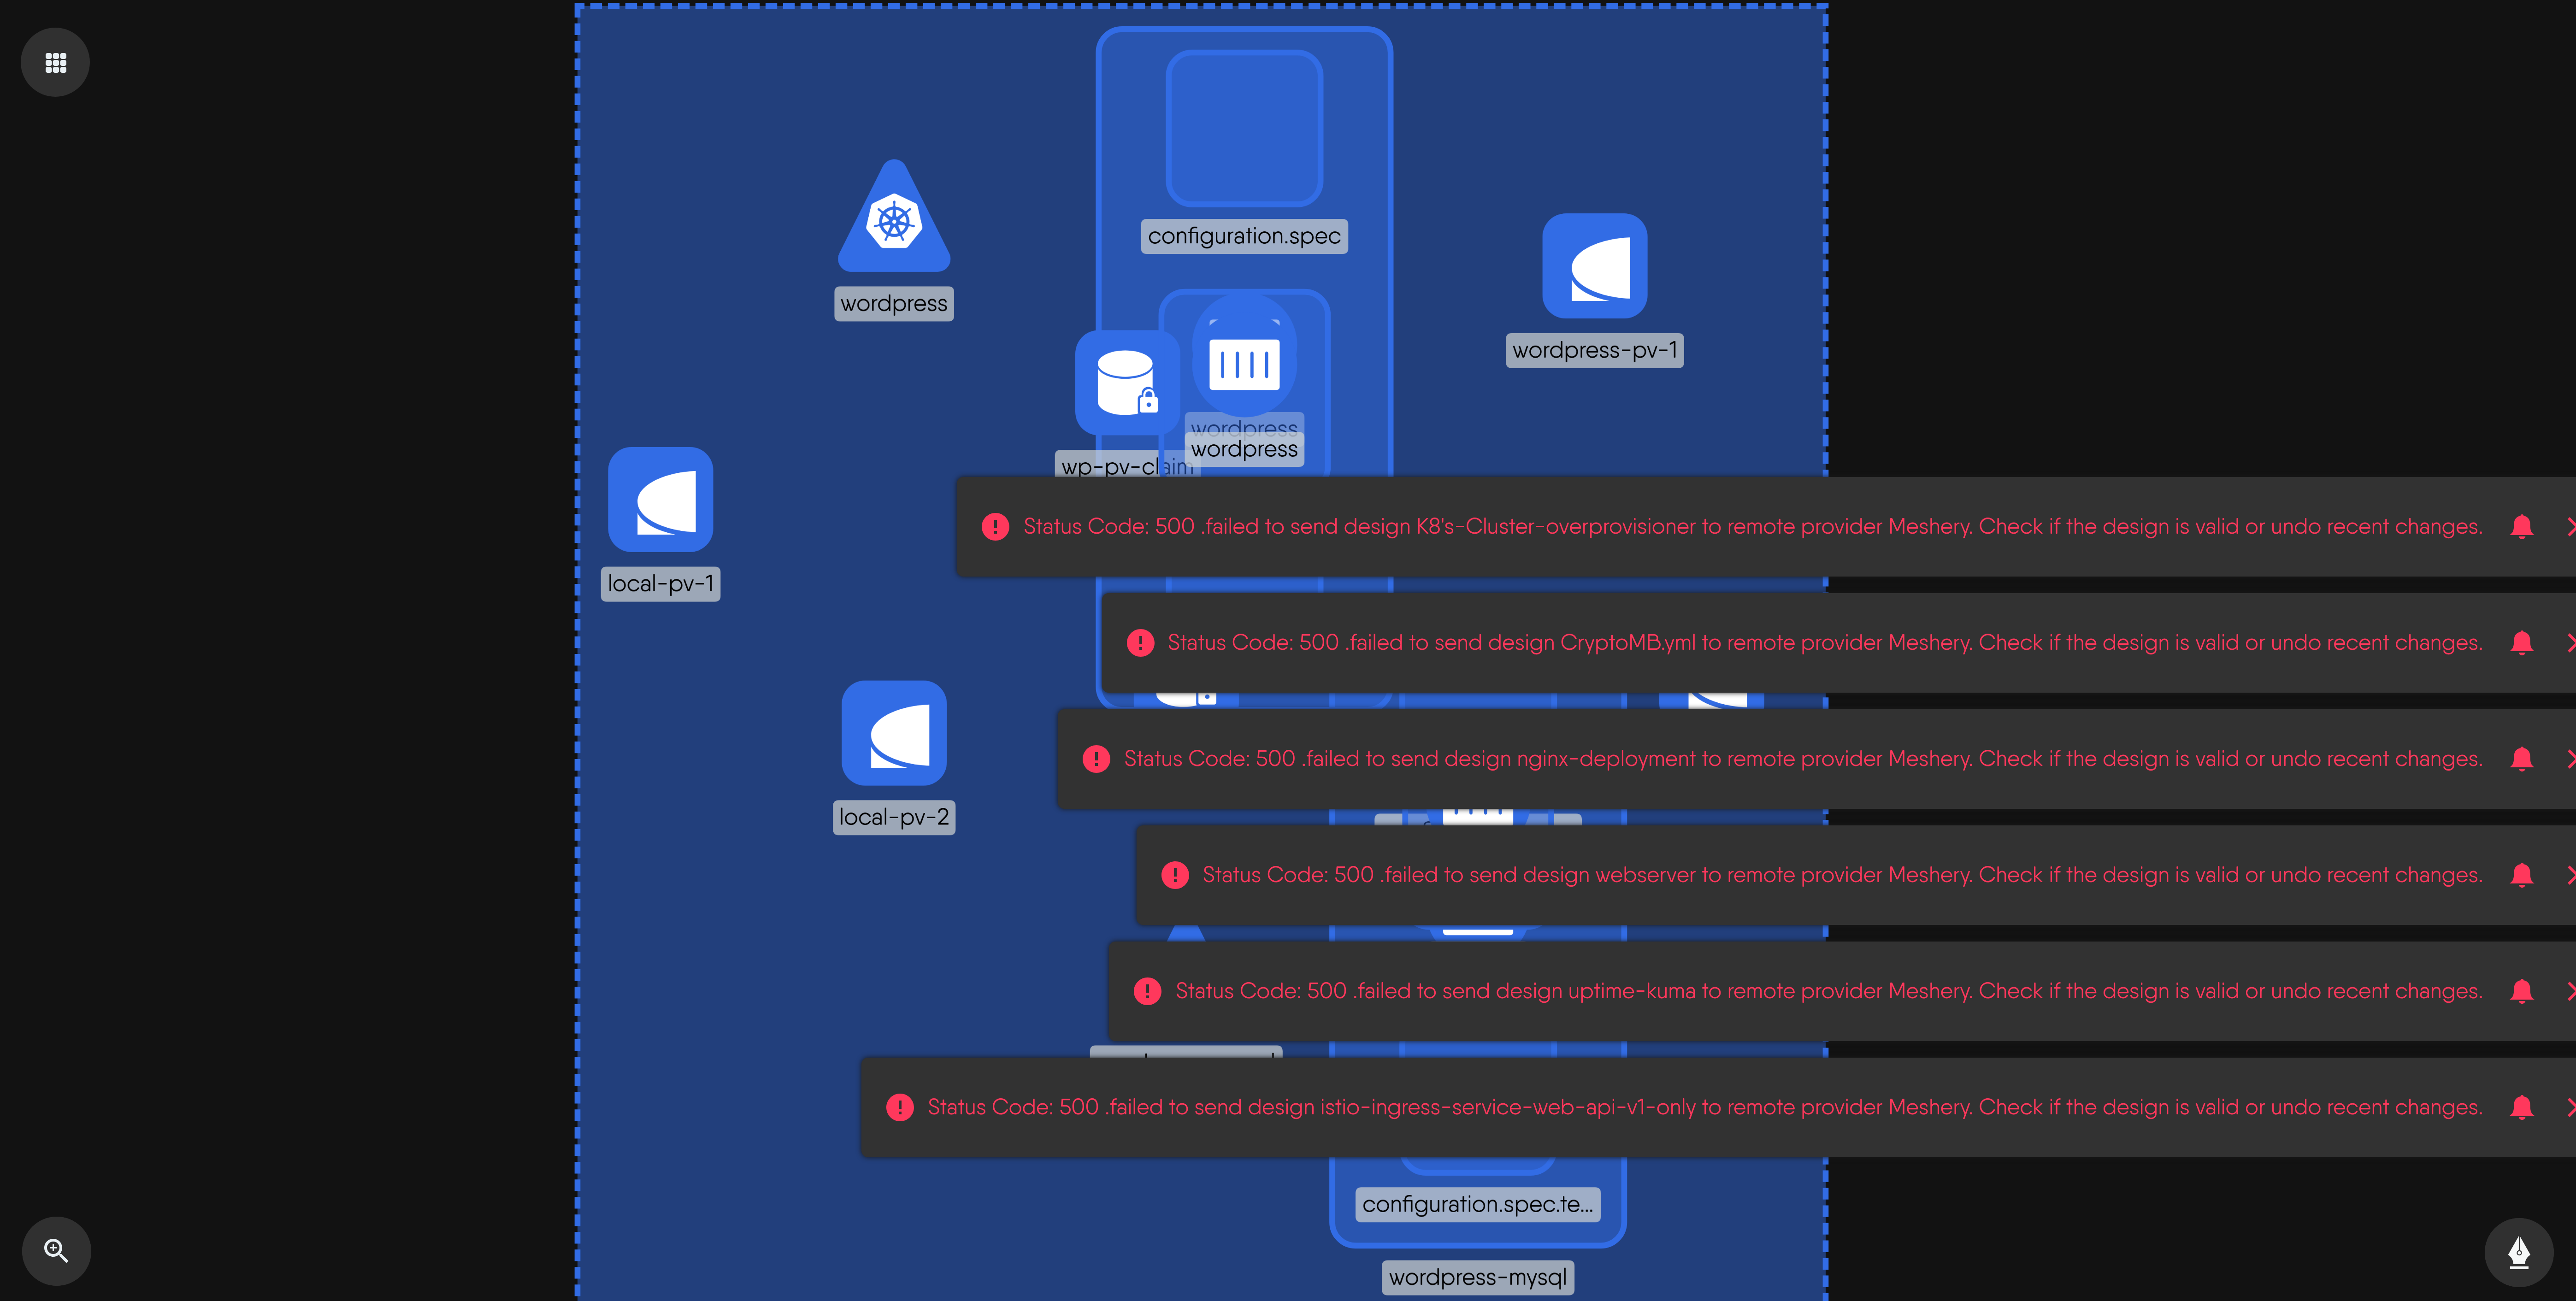 configuration.spec
wordpress
wordpress-pv-1
wordpress
wordpress
wp-pv-claim
Status Code: 500 .failed to send design K8's-Cluster-overprovisioner to remote provider Meshery. Check if the design is valid or undo recent changes.
local-pv-1
Status Code: 500 .failed to send design CryptoMB.yml to remote provider Meshery. Check if the design is valid or undo recent changes.
Status Code: 500 .failed to send design nginx-deployment to remote provider Meshery. Check if the design is valid or undo recent changes.
local-pv-2
Status Code: 500 .failed to send design webserver to remote provider Meshery. Check if the design is valid or undo recent changes.
Status Code: 500 .failed to send design uptime-kuma to remote provider Meshery. Check if the design is valid or undo recent changes.
Status Code: 500 .failed to send design istio-ingress-service-web-api-v1-only to remote provider Meshery. Check if the design is valid or undo recent changes.
configuration.spec.te...
wordpress-mysql